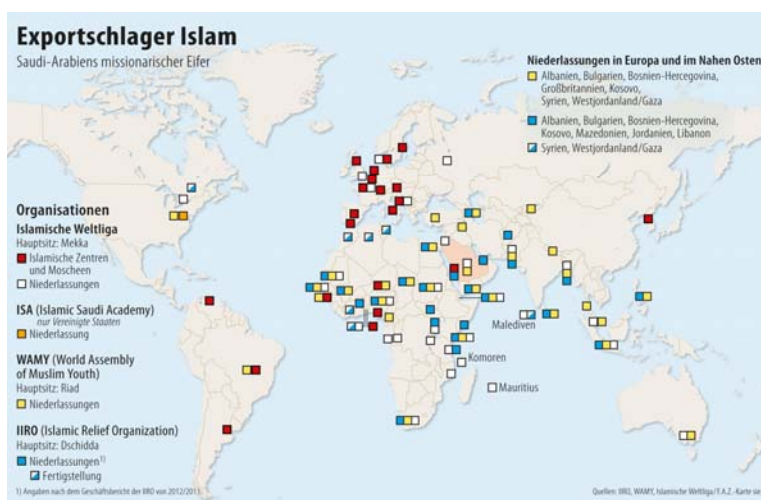 Exportschlager Islam
Saudi-Arabiens missionarischer Eifer
Niederlassungen in Europa und im Nahen Osten
Albanien, Bulgarien, Bosnien-Hercegovina,
Großbritannien, Kosovo,
Syrien, Westjordanland/Gaza
Albanien, Bulgarien, Bosnien-Hercegovina,
Kosovo, Mazedonien, Jordanien, Libanon
Syrien, Westjordanland/Gaza
Organisationen
Islamische Weltliga
Hauptsitz: Mekka
Islamische Zentren
und Moscheen
Niederlassungen
ISA (Islamic Saudi Academy)
nur Vereinigte Staaten
Niederlassung
WAMY (World Assembly
of Muslim Youth)
Hauptsitz: Riad
Niederlassungen
IIRO (Islamic Relief Organization)
Hauptsitz: Dschidda
Niederlassungen1)
Fertigstellung
Malediven
Komoren
Mauritius
1) Angaben nach dem Geschäftsbericht der IIRO von 2012/2013.
Quellen: IIRO, WAMY, Islamische Weltliga/F.A.Z.-Karte sie